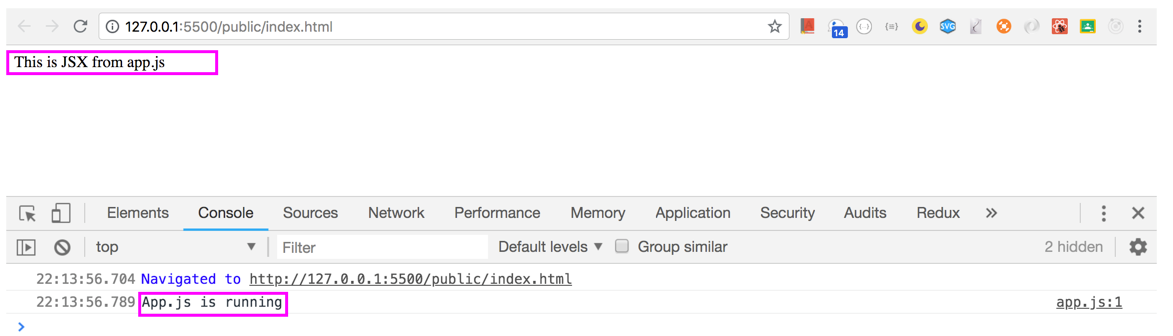 127.0.0.1:5500/public/index.html
14
SVG
This is JSX from app.js
Elements Console Sources Network Performance Memory Application Security Audits Redux »
top ▼ Filter Default levels ▼ Group similar 2 hidden
22:13:56.704 Navigated to http://127.0.0.1:5500/public/index.html
22:13:56.789 App.js is running app.js:1